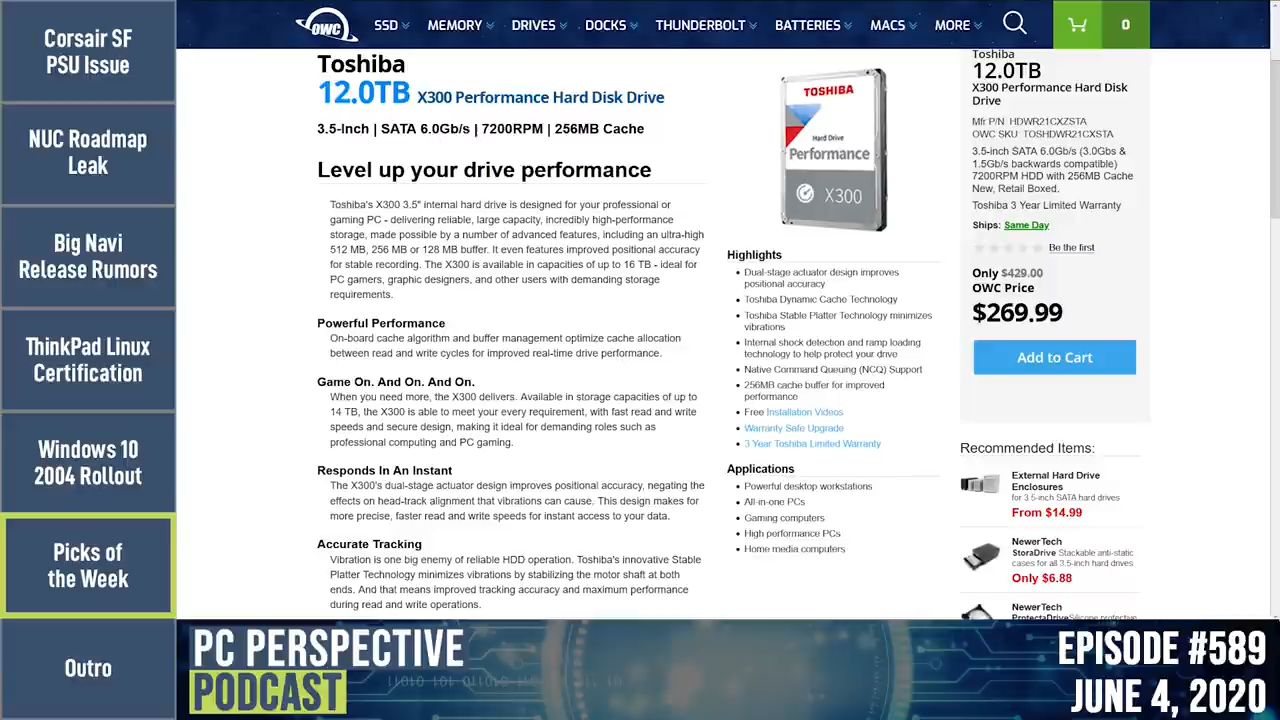 Corsair SF
PSU Issue
NUC Roadmap
Leak
Big Navi
Release Rumors
ThinkPad Linux
Certification
Windows 10
2004 Rollout
Picks of
the Week
Outro
OWC
SSD
MEMORY
DRIVES
DOCKS
THUNDERBOLT
BATTERIES
MACS
MORE
0
Toshiba
12.0TB X300 Performance Hard Disk Drive
3.5-Inch | SATA 6.0Gb/s | 7200RPM | 256MB Cache
Level up your drive performance
Toshiba's X300 3.5" internal hard drive is designed for your professional or
gaming PC - delivering reliable, large capacity, incredibly high-performance
storage, made possible by a number of advanced features, including an ultra-high
512 MB, 256 MB or 128 MB buffer. It even features improved positional accuracy
for stable recording. The X300 is available in capacities of up to 16 TB - ideal for
PC gamers, graphic designers, and other users with demanding storage
requirements.
Powerful Performance
On-board cache algorithm and buffer management optimize cache allocation
between read and write cycles for improved real-time drive performance.
Game On. And On. And On.
When you need more, the X300 delivers. Available in storage capacities of up to
14 TB, the X300 is able to meet your every requirement, with fast read and write
speeds and secure design, making it ideal for demanding roles such as
professional computing and PC gaming.
Responds In An Instant
The X300's dual-stage actuator design improves positional accuracy, negating the
effects on head-track alignment that vibrations can cause. This design makes for
more precise, faster read and write speeds for instant access to your data.
Accurate Tracking
Vibration is one big enemy of reliable HDD operation. Toshiba's innovative Stable
Platter Technology minimizes vibrations by stabilizing the motor shaft at both
ends. And that means improved tracking accuracy and maximum performance
during read and write operations.
TOSHIBA
Hard Drive
Performance
X300
Highlights
Dual-stage actuator design improves
positional accuracy
Toshiba Dynamic Cache Technology
Toshiba Stable Platter Technology minimizes
vibrations
Internal shock detection and ramp loading
technology to help protect your drive
Native Command Queuing (NCQ) Support
256MB cache buffer for improved
performance
Free Installation Videos
Warranty Safe Upgrade
3 Year Toshiba Limited Warranty
Applications
Powerful desktop workstations
All-in-one PCs
Gaming computers
High performance PCs
Home media computers
Toshiba
12.0TB
X300 Performance Hard Disk
Drive
Mfr P/N: HDWR21CXZSTA
OWC SKU: TOSHDWR21CXSTA
3.5-inch SATA 6.0Gb/s (3.0Gbs &
1.5Gb/s backwards compatible)
7200RPM HDD with 256MB Cache
New, Retail Boxed.
Toshiba 3 Year Limited Warranty
Ships: Same Day
Be the first
Only $429.00
OWC Price
$269.99
Add to Cart
Recommended Items:
External Hard Drive
Enclosures
for 3.5-inch SATA hard drives
From $14.99
NewerTech
StoraDrive Stackable anti-static
cases for all 3.5-inch hard drives
Only $6.88
NewerTech
ProtectaDrive Silicone protective
PC PERSPECTIVE
PODCAST
EPISODE #589
JUNE 4, 2020